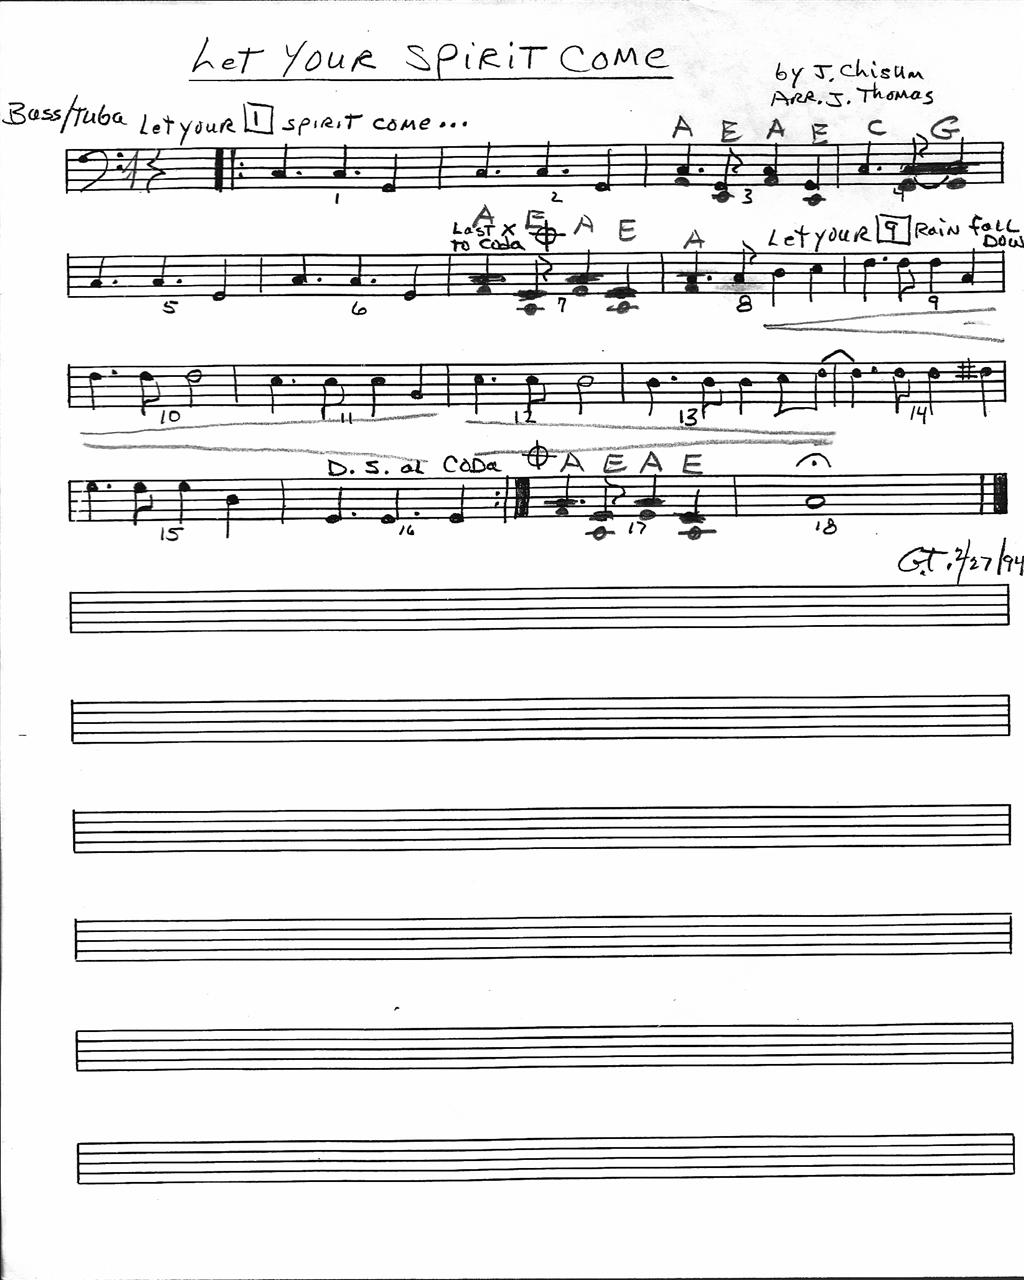 Let Your Spirit Come
by J. Chisum
Arr. J. Thomas
Bass/Tuba Let your 1 spirit come...
A E A E C G
1 2 3 4
A E A E A
Last X
to Coda
Let your 9 Rain fall
Down
5 6 7 8 9
10 11 12 13 14
D. S. al Coda A E A E
15 16 17 18
G.T. 2/27/94